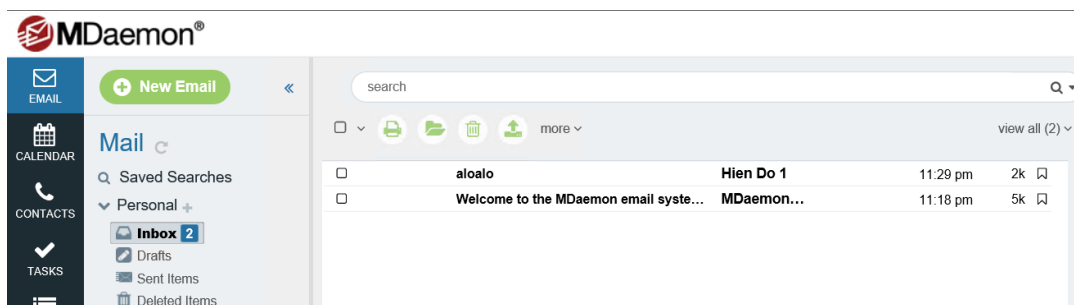 MDaemon®
EMAIL
CALENDAR
CONTACTS
TASKS
New Email «
Mail
Saved Searches
Personal +
Inbox 2
Drafts
Sent Items
Deleted Items
search
more
view all (2)
aloalo Hien Do 1 11:29 pm 2k
Welcome to the MDaemon email syste... MDaemon... 11:18 pm 5k